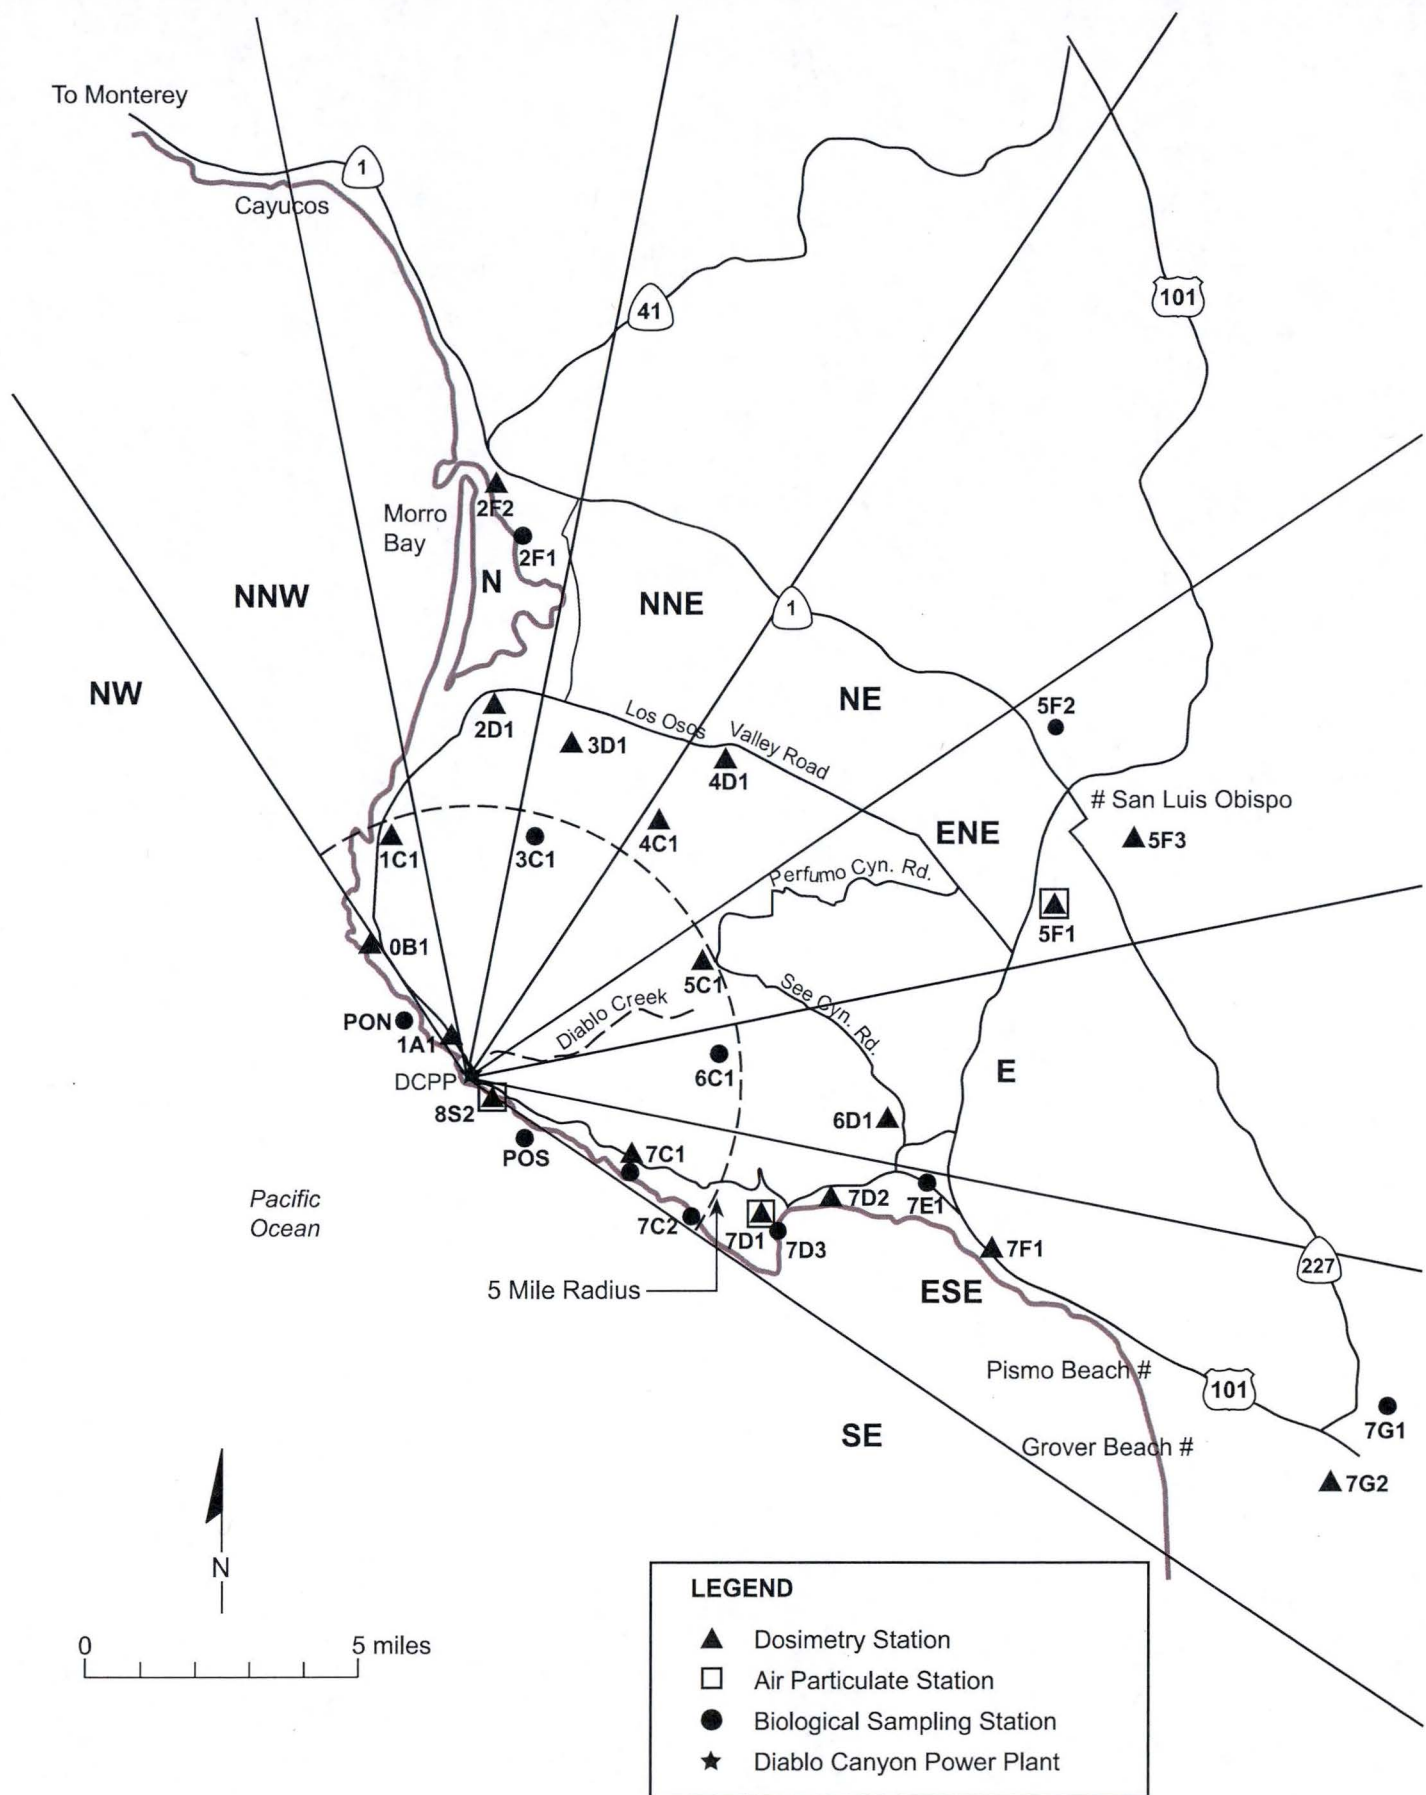 To Monterey
1
Cayucos
41
101
2F2
Morro
Bay
2F1
N
NNW
NNE
1
NW
NE
5F2
2D1
Los Osos
Valley Road
3D1
4D1
# San Luis Obispo
4C1
ENE
5F3
1C1
3C1
Perfumo Cyn. Rd.
5F1
0B1
5C1
See Cyn. Rd.
Diablo Creek
PON
1A1
6C1
E
DCPP
8S2
6D1
POS
7C1
Pacific
Ocean
7D2
7E1
7C2
7D1
7D3
7F1
227
5 Mile Radius
ESE
Pismo Beach #
101
7G1
SE
Grover Beach #
7G2
N
0
5 miles
LEGEND
Dosimetry Station
Air Particulate Station
Biological Sampling Station
Diablo Canyon Power Plant